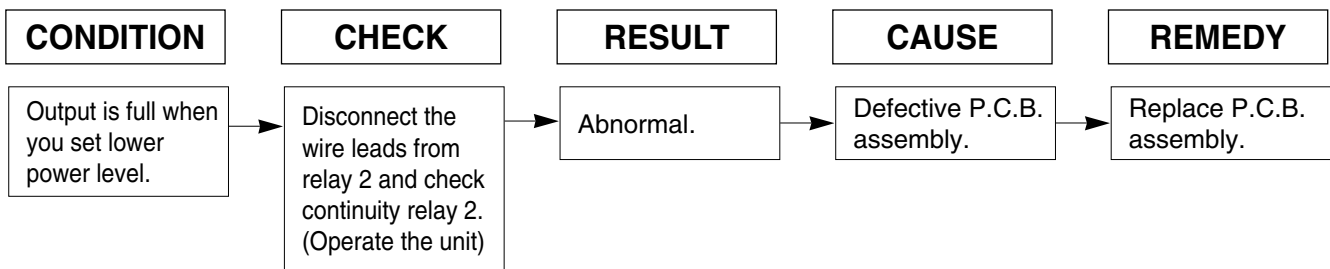 CONDITION
CHECK
RESULT
CAUSE
REMEDY
Output is full when
you set lower
power level.
Disconnect the
wire leads from
relay 2 and check
continuity relay 2.
(Operate the unit)
Abnormal.
Defective P.C.B.
assembly.
Replace P.C.B.
assembly.